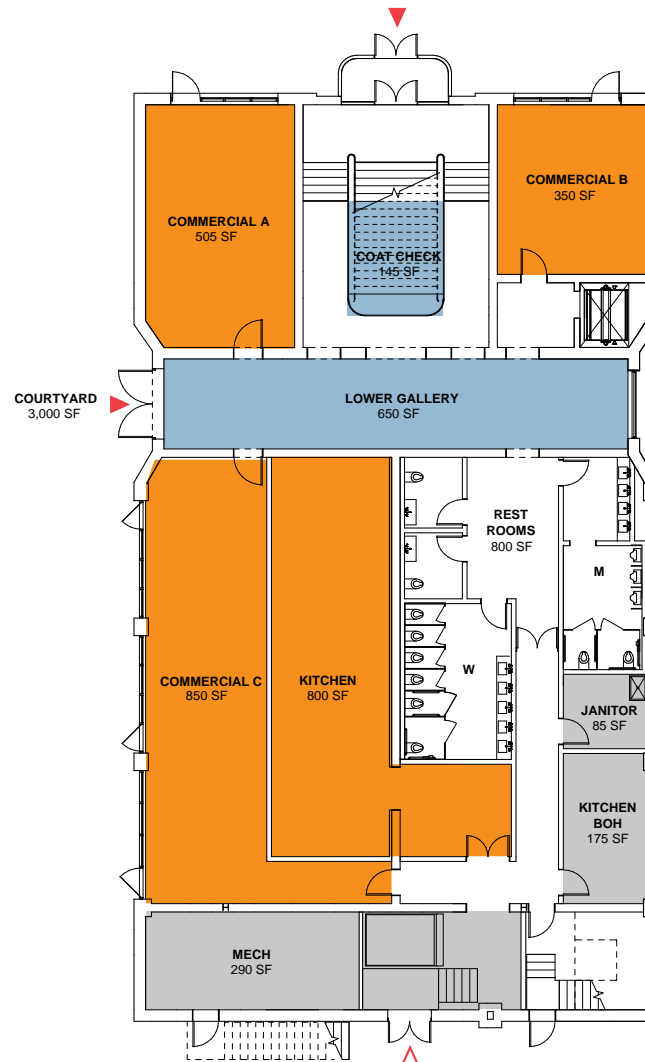 COMMERCIAL A
505 SF
COMMERCIAL B
350 SF
COAT CHECK
145 SF
COURTYARD
3,000 SF
LOWER GALLERY
650 SF
REST
ROOMS
800 SF
M
W
COMMERCIAL C
850 SF
KITCHEN
800 SF
JANITOR
85 SF
KITCHEN
BOH
175 SF
MECH
290 SF